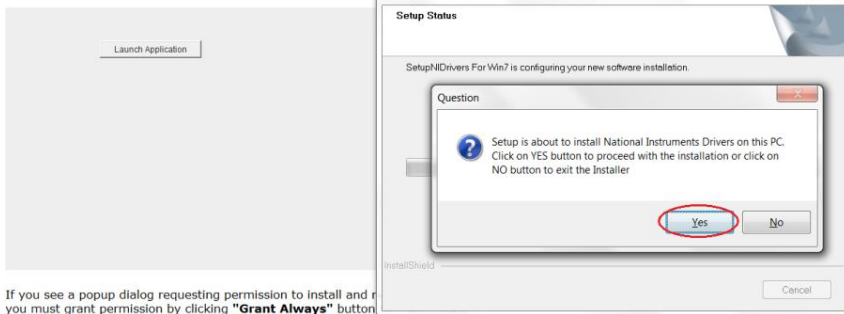 Launch Application
Setup Status
SetupNIDrivers For Win7 is configuring your new software installation.
Question
Setup is about to install National Instruments Drivers on this PC.
Click on YES button to proceed with the installation or click on
NO button to exit the Installer
Yes
No
InstallShield
Cancel
If you see a popup dialog requesting permission to install and
you must grant permission by clicking "Grant Always" button